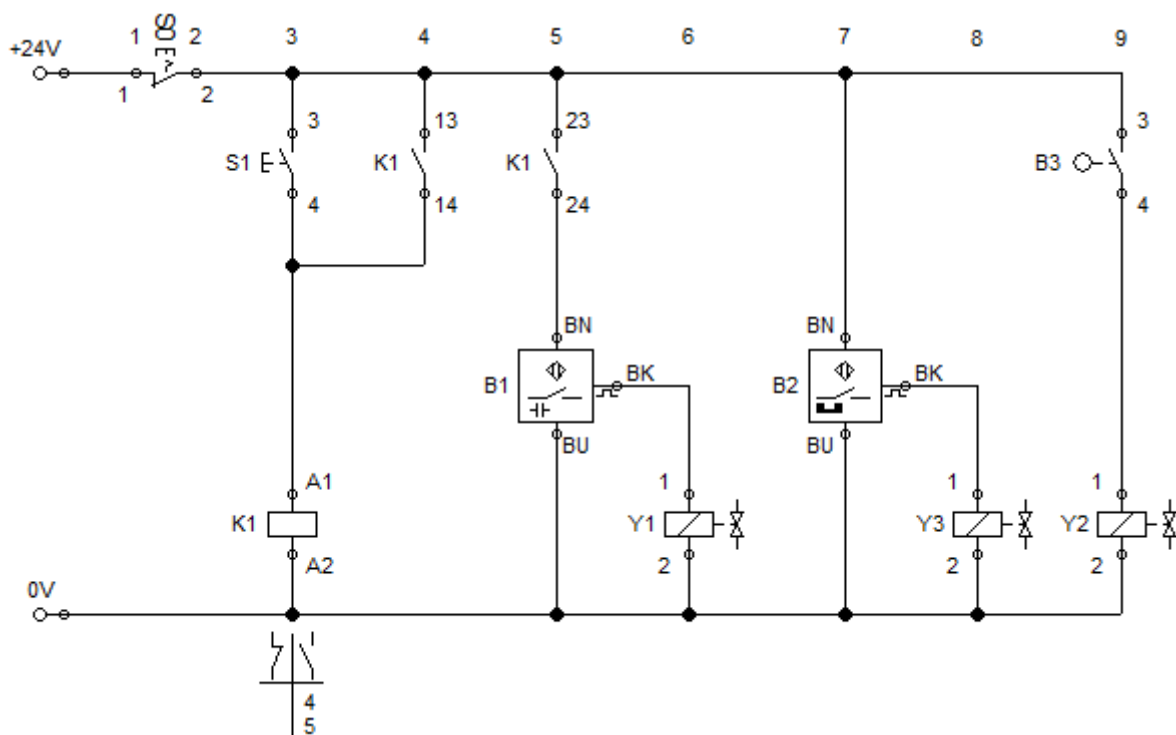 1 S0 2 3 4 5 6 7 8 9
+24V
1 2
3 13 23 3
S1 K1 K1 B3
4 14 24 4
BN BN
B1 BK B2 BK
BU BU
A1 1 1 1
K1 Y1 Y3 Y2
A2 2 2 2
0V
4
5